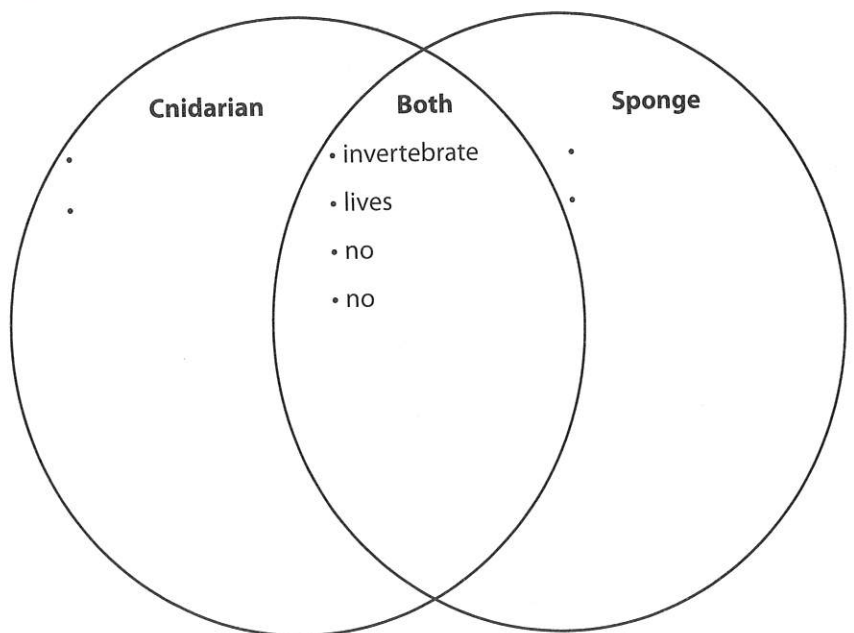 Cnidarian
Both
Sponge
•
•
• invertebrate
• lives
• no
• no
•
•